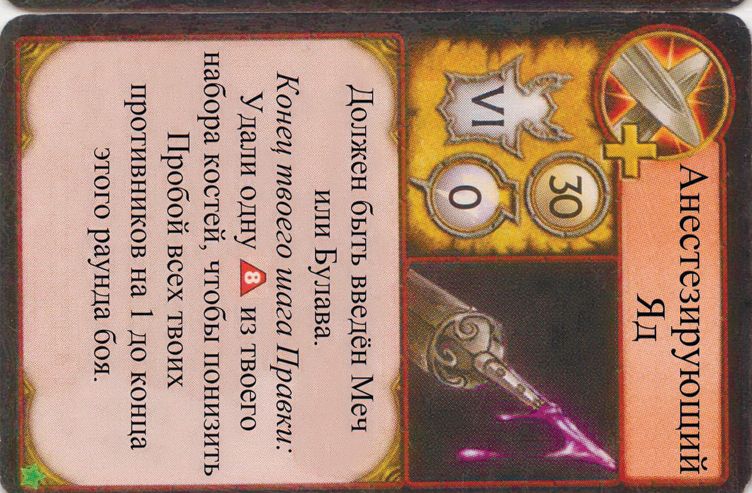 Анестезирующий
Яд
30
VI
0
Должен быть введён Меч
или Булава.
Конец твоего шага Правки:
Удали одну 8 из твоего
набора костей, чтобы понизить
Пробой всех твоих
противников на 1 до конца
этого раунда боя.